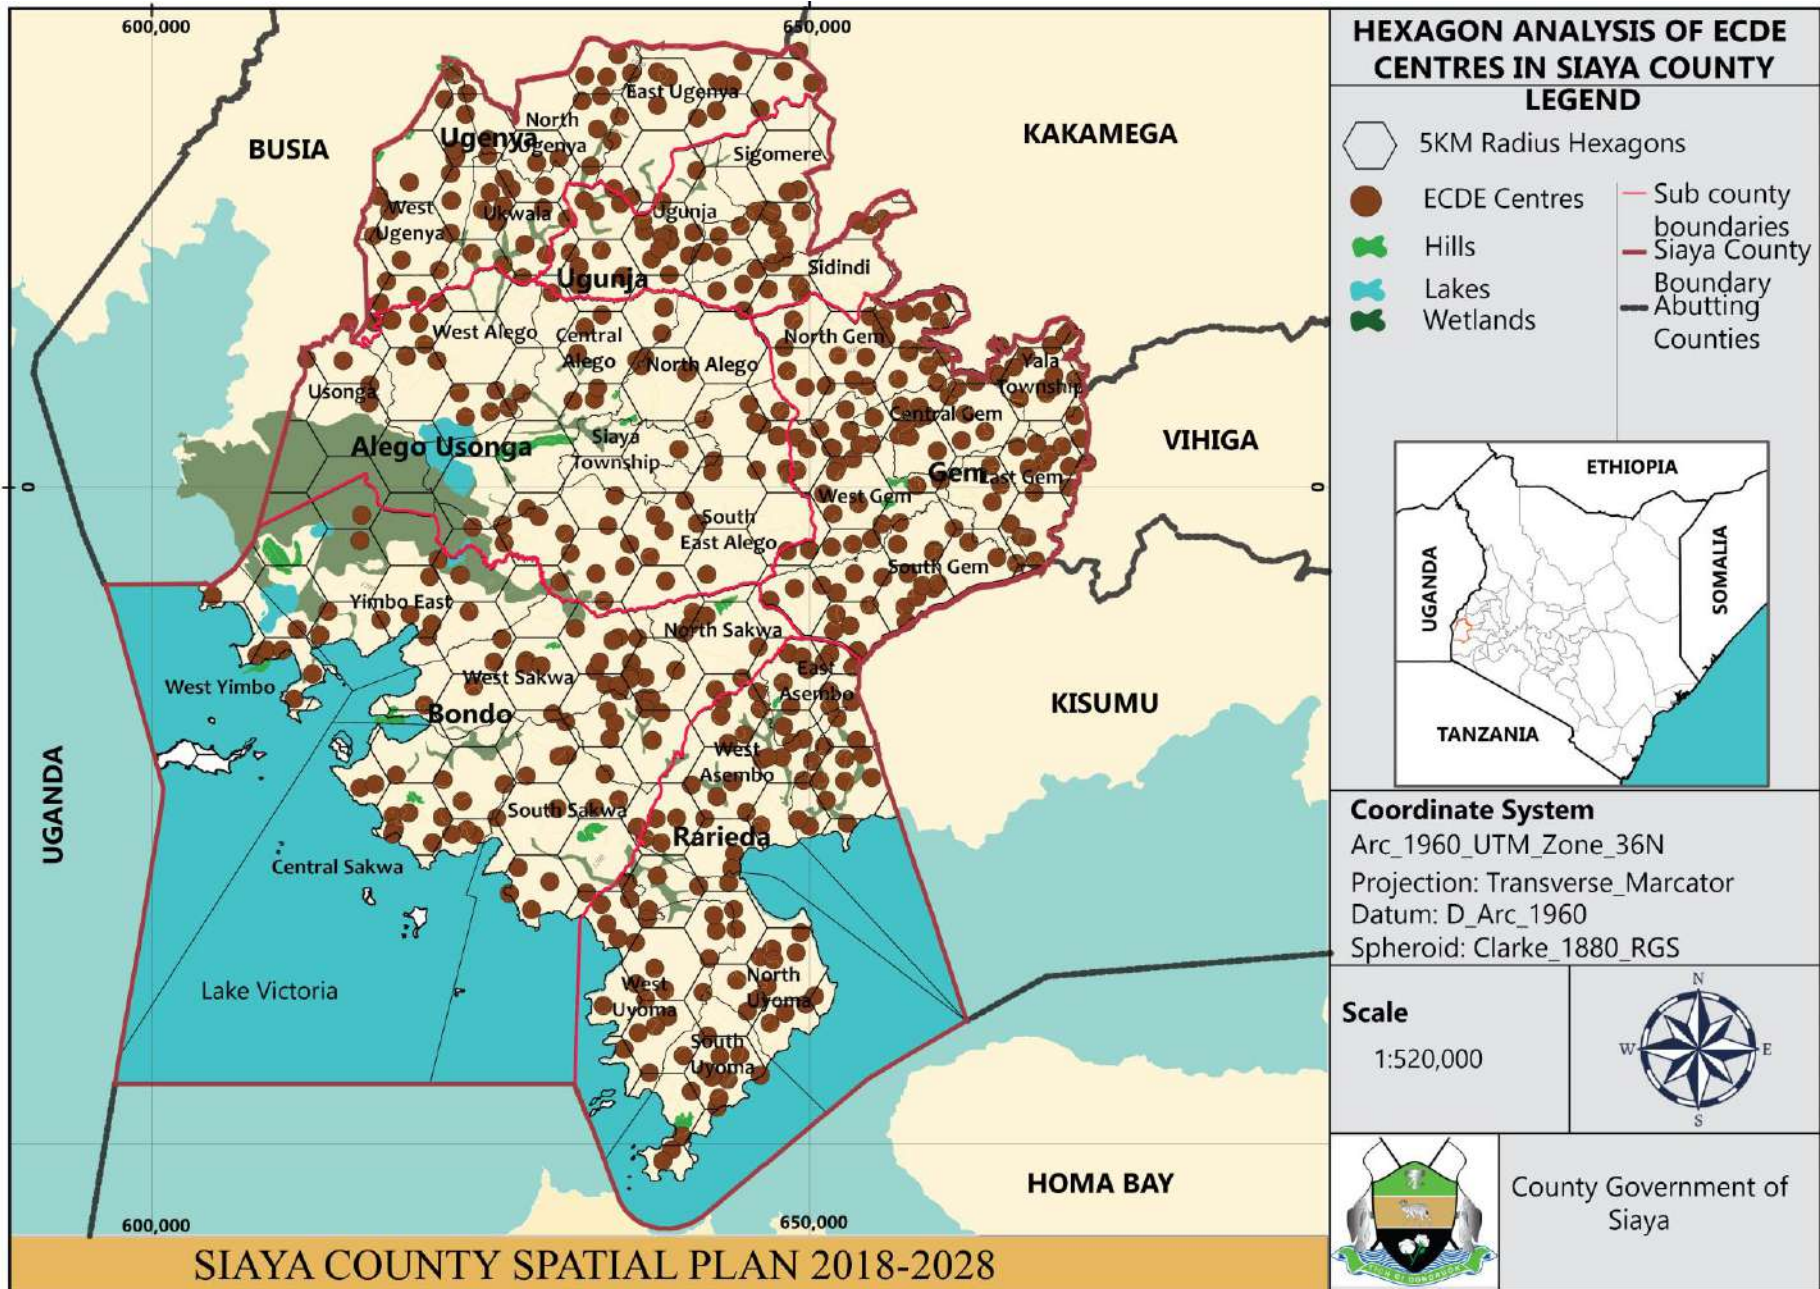 600,000
650,000
BUSIA
KAKAMEGA
East Ugenya
North
Ugenya
Ugenya
Sigomere
West
Ugenya
Ukwala
Ugunja
Ugunja
Sidindi
West Alego
Central
Alego
North Alego
North Gem
Yala
Township
Usonga
Central Gem
Alego Usonga
Siaya
Township
VIHIGA
Gem
East Gem
West Gem
0
0
South
East Alego
South Gem
Yimbo East
North Sakwa
West Yimbo
West Sakwa
East
Asembo
KISUMU
Bondo
West
Asembo
UGANDA
South Sakwa
Rarieda
Central Sakwa
Lake Victoria
West
Uyoma
North
Uyoma
South
Uyoma
HOMA BAY
600,000
650,000
SIAYA COUNTY SPATIAL PLAN 2018-2028
HEXAGON ANALYSIS OF ECDE
CENTRES IN SIAYA COUNTY
LEGEND
5KM Radius Hexagons
ECDE Centres
Hills
Lakes
Wetlands
Sub county
boundaries
Siaya County
Boundary
Abutting
Counties
ETHIOPIA
UGANDA
SOMALIA
TANZANIA
Coordinate System
Arc_1960_UTM_Zone_36N
Projection: Transverse_Marcator
Datum: D_Arc_1960
Spheroid: Clarke_1880_RGS
Scale
1:520,000
N
W
E
S
County Government of
Siaya